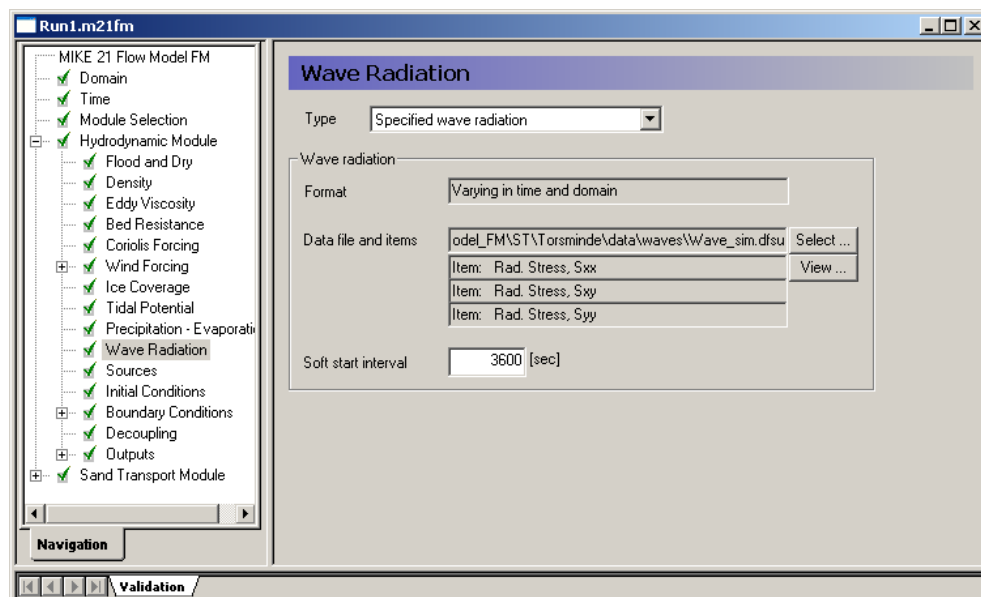 Run1.m21fm
MIKE 21 Flow Model FM
Domain
Time
Module Selection
Hydrodynamic Module
Flood and Dry
Density
Eddy Viscosity
Bed Resistance
Coriolis Forcing
Wind Forcing
Ice Coverage
Tidal Potential
Precipitation - Evaporati
Wave Radiation
Sources
Initial Conditions
Boundary Conditions
Decoupling
Outputs
Sand Transport Module
Navigation
Wave Radiation
Type Specified wave radiation
Wave radiation
Format Varying in time and domain
Data file and items odel_FM\ST\Torsminde\data\waves\Wave_sim.dfsu Select ...
Item: Rad. Stress, Sxx View ...
Item: Rad. Stress, Sxy
Item: Rad. Stress, Syy
Soft start interval 3600 [sec]
Validation